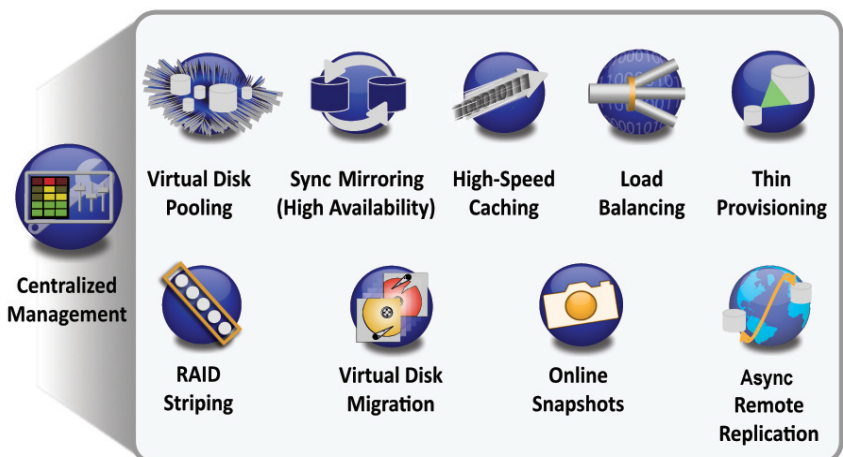 Centralized
Management
Virtual Disk
Pooling
Sync Mirroring
(High Availability)
High-Speed
Caching
Load
Balancing
Thin
Provisioning
RAID
Striping
Virtual Disk
Migration
Online
Snapshots
Async
Remote
Replication